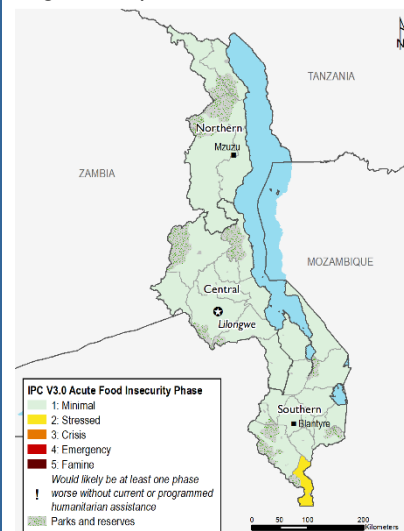 N
TANZANIA
Northern
Mzuzu
ZAMBIA
MOZAMBIQUE
Central
Lilongwe
IPC V3.0 Acute Food Insecurity Phase
1: Minimal
2: Stressed
3: Crisis
4: Emergency
5: Famine
Would likely be at least one phase
! worse without current or programmed
humanitarian assistance
Parks and reserves
Southern
Blantyre
0 50 100 200
Kilometers